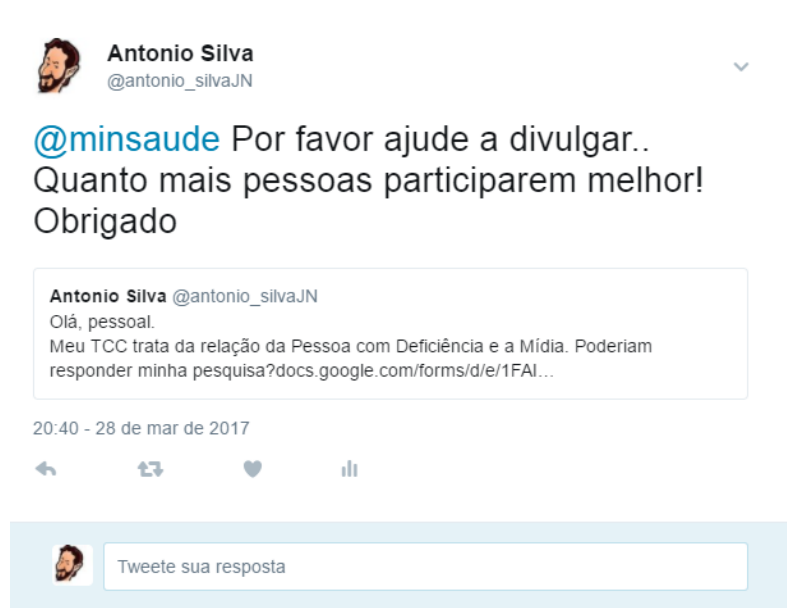 Antonio Silva
@antonio_silvaJN
@minsaude Por favor ajude a divulgar..
Quanto mais pessoas participarem melhor!
Obrigado
Antonio Silva @antonio_silvaJN
Olá, pessoal.
Meu TCC trata da relação da Pessoa com Deficiência e a Mídia. Poderiam
responder minha pesquisa?docs.google.com/forms/d/e/1FAI…
20:40 - 28 de mar de 2017
Tweete sua resposta